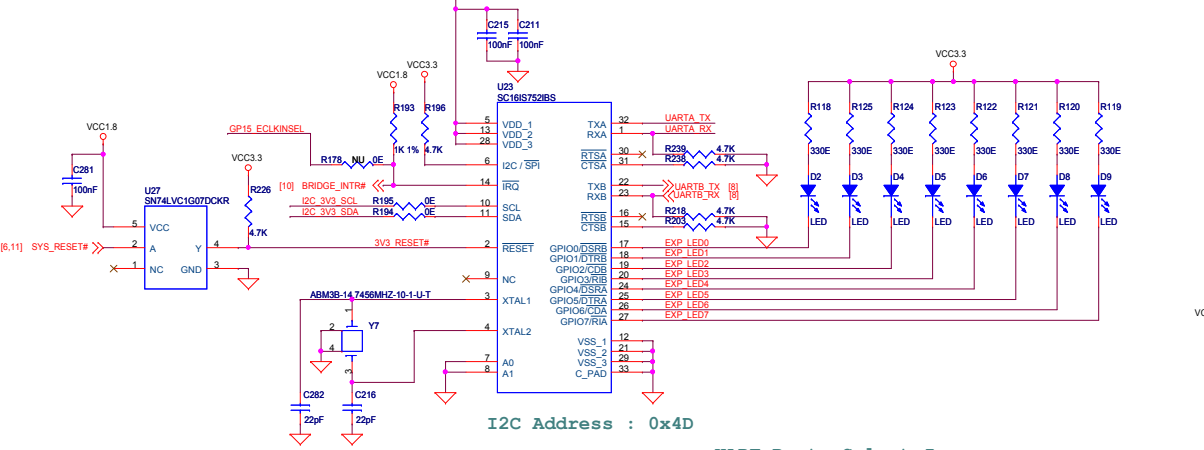 C215
C211
100nF
100nF
VCC3.3
VCC1.8
VCC3.3
U23
SC16IS752IBS
R193
R196
1K 1%
4.7K
R118
R125
R124
R123
R122
R121
R120
R119
330E
330E
330E
330E
330E
330E
330E
330E
D2
D3
D4
D5
D6
D7
D8
D9
LED
LED
LED
LED
LED
LED
LED
LED
GP15_ECLKINSEL
R178
NU
0E
VCC1.8
C281
100nF
VCC3.3
R226
4.7K
U27
SN74LVC1G07DCKR
5
VCC
2
A
Y
4
1
NC
GND
3
[6,11]
SYS_RESET#
[10]
BRIDGE_INTR#
I2C_3V3_SCL
R195
0E
I2C_3V3_SDA
R194
0E
3V3_RESET#
5
VDD_1
13
VDD_2
28
VDD_3
6
I2C / SPI
14
IRQ
10
SCL
11
SDA
2
RESET
9
NC
3
XTAL1
4
XTAL2
7
A0
8
A1
TXA
32
UARTA_TX
RXA
1
UARTA_RX
RTSA
30
CTSA
31
R239
4.7K
R238
4.7K
TXB
22
UARTB_TX
[8]
RXB
23
UARTB_RX
[8]
RTSB
16
CTSB
15
R218
4.7K
R203
4.7K
GPIO0/DSRB
17
EXP_LED0
GPIO1/DTRB
18
EXP_LED1
GPIO2/CDB
19
EXP_LED2
GPIO3/RIB
20
EXP_LED3
GPIO4/DSRA
24
EXP_LED4
GPIO5/DTRA
25
EXP_LED5
GPIO6/CDA
26
EXP_LED6
GPIO7/RIA
27
EXP_LED7
VSS_1
12
VSS_2
21
VSS_3
29
C_PAD
33
ABM3B-14.7456MHZ-10-1-U-T
Y7
1
2
4
3
C282
22pF
C216
22pF
I2C Address : 0x4D